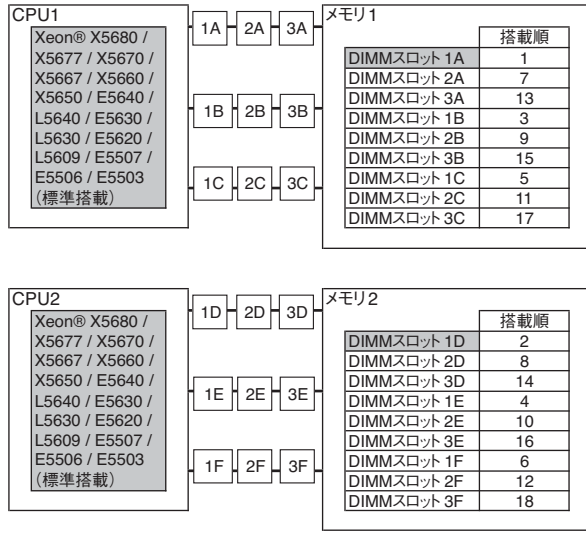 CPU1
Xeon® X5680 /
X5677 / X5670 /
X5667 / X5660 /
X5650 / E5640 /
L5640 / E5630 /
L5630 / E5620 /
L5609 / E5507 /
E5506 / E5503
(標準搭載)
1A 2A 3A
1B 2B 3B
1C 2C 3C
メモリ1
搭載順
DIMMスロット 1A 1
DIMMスロット 2A 7
DIMMスロット 3A 13
DIMMスロット 1B 3
DIMMスロット 2B 9
DIMMスロット 3B 15
DIMMスロット 1C 5
DIMMスロット 2C 11
DIMMスロット 3C 17
CPU2
Xeon® X5680 /
X5677 / X5670 /
X5667 / X5660 /
X5650 / E5640 /
L5640 / E5630 /
L5630 / E5620 /
L5609 / E5507 /
E5506 / E5503
(標準搭載)
1D 2D 3D
1E 2E 3E
1F 2F 3F
メモリ2
搭載順
DIMMスロット 1D 2
DIMMスロット 2D 8
DIMMスロット 3D 14
DIMMスロット 1E 4
DIMMスロット 2E 10
DIMMスロット 3E 16
DIMMスロット 1F 6
DIMMスロット 2F 12
DIMMスロット 3F 18